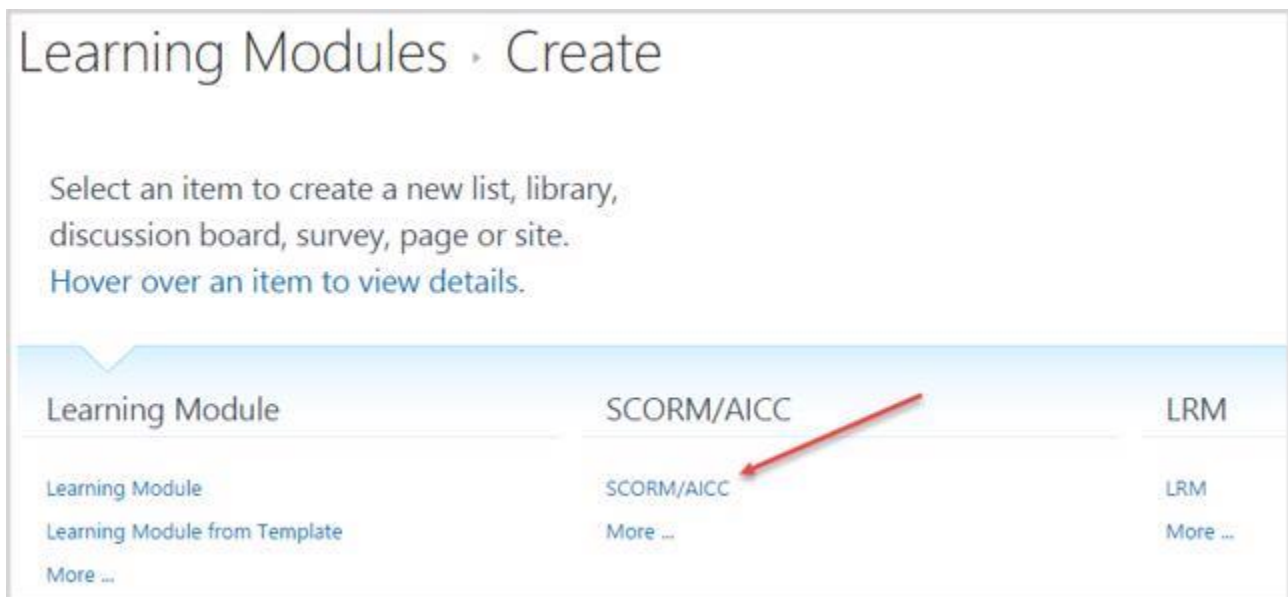 Learning Modules ▸ Create
Select an item to create a new list, library,
discussion board, survey, page or site.
Hover over an item to view details.
Learning Module
Learning Module
Learning Module from Template
More ...
SCORM/AICC
SCORM/AICC
More ...
LRM
LRM
More ...